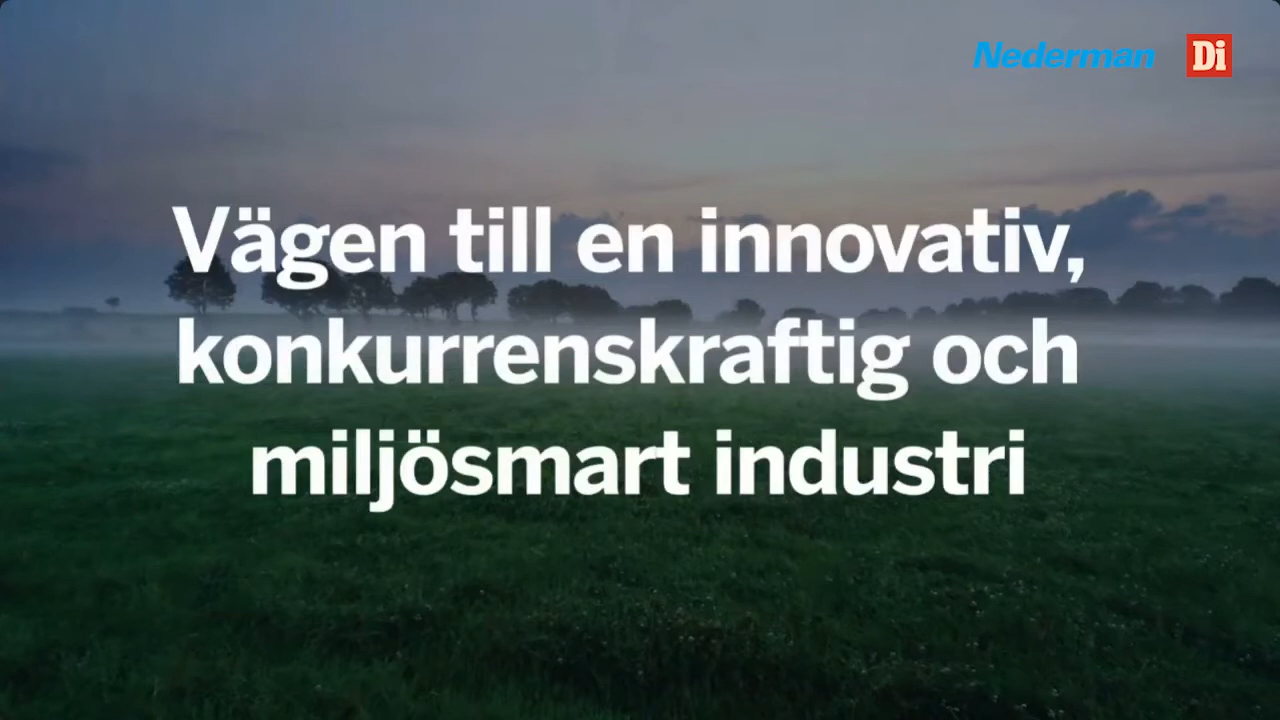 Nederman Di
Vägen till en innovativ,
konkurrenskraftig och
miljösmart industri